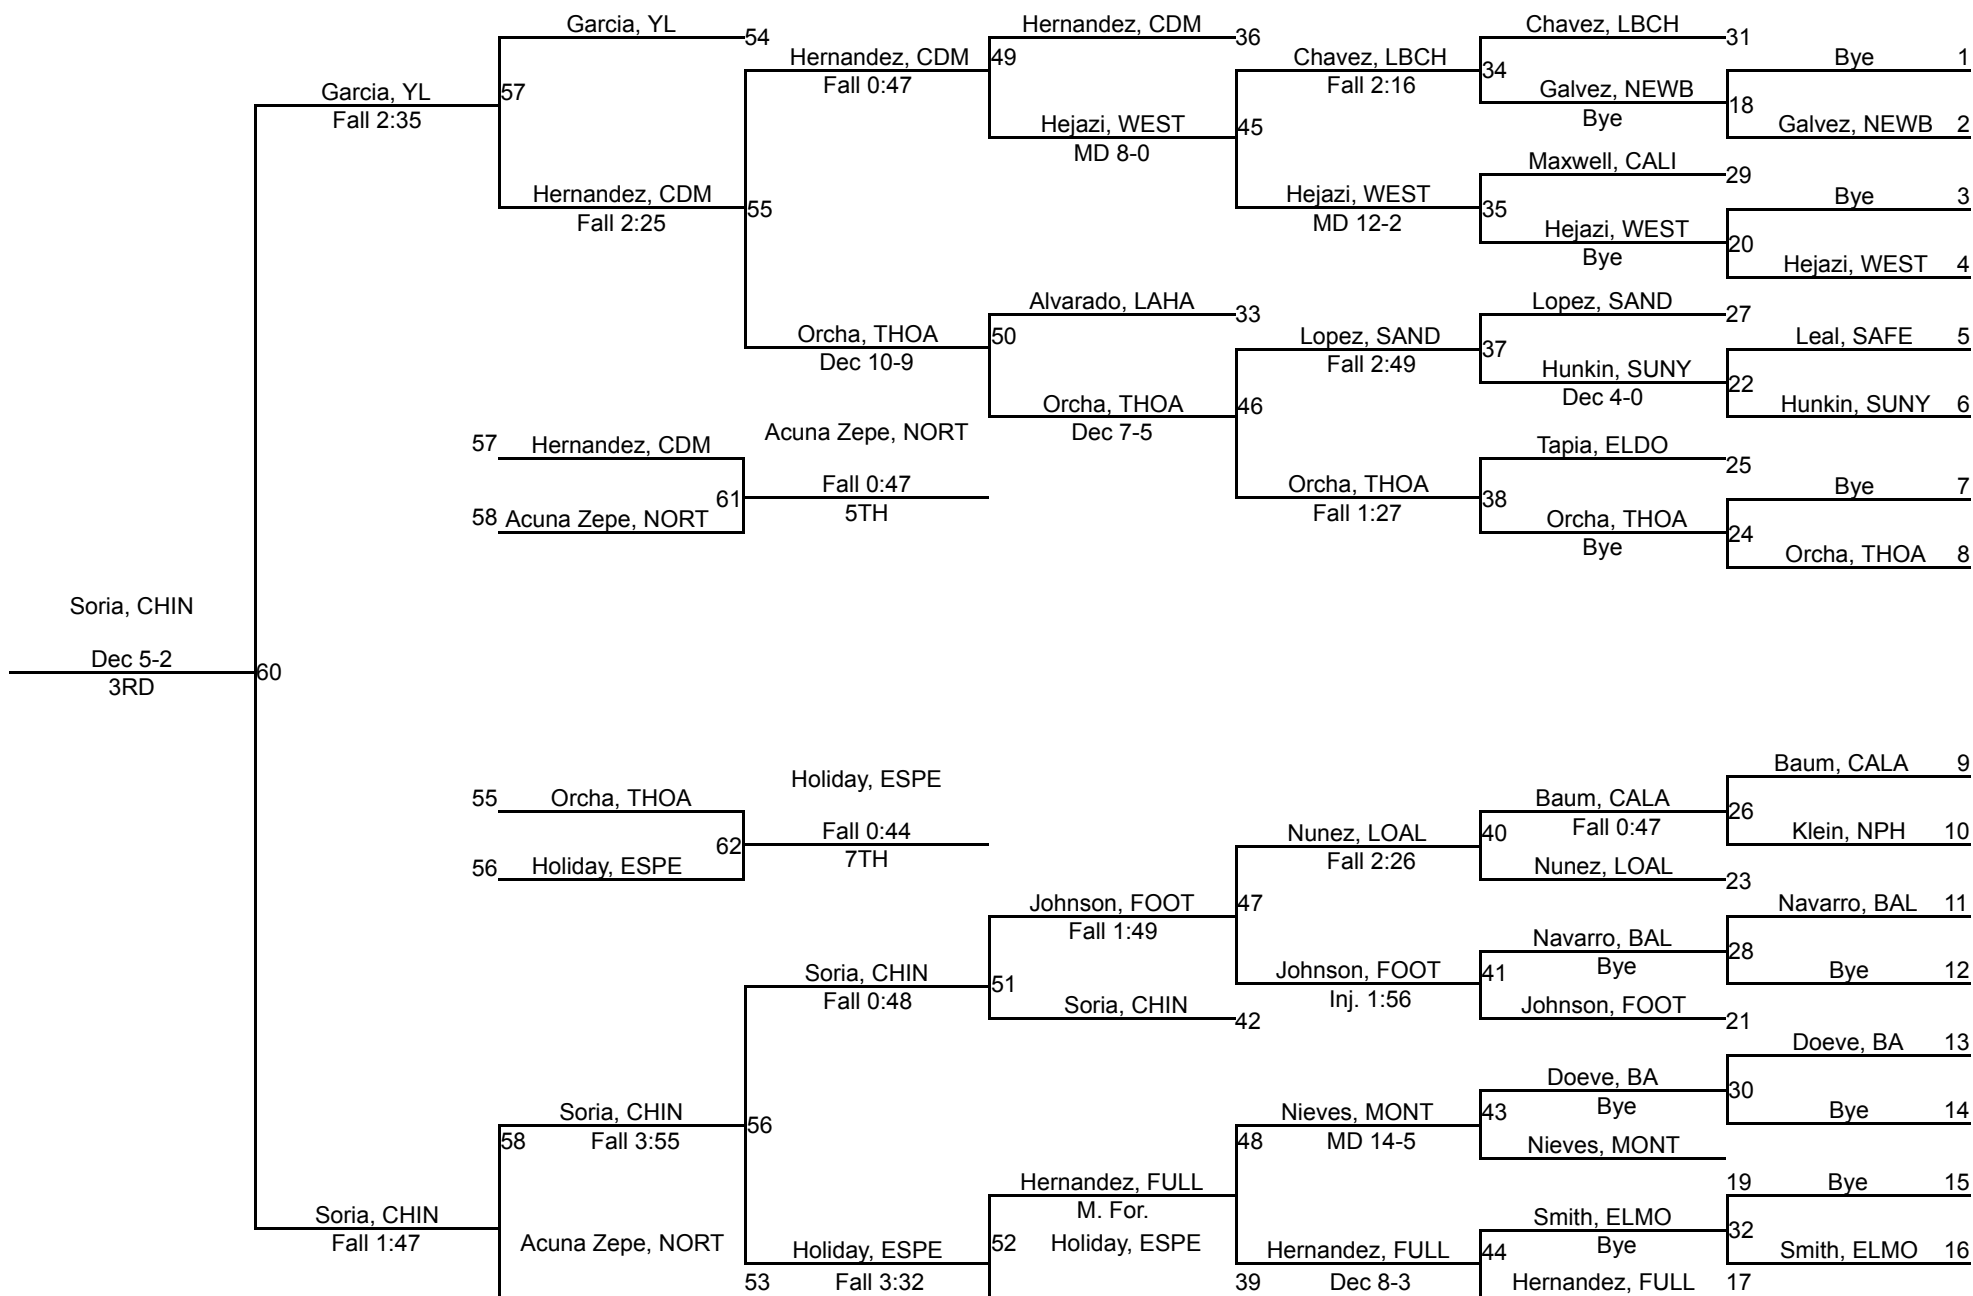 Garcia, YL
54
Hernandez, CDM
36
Chavez, LBCH
31
Hernandez, CDM
49
Chavez, LBCH
34
Bye 1
Garcia, YL
57
Fall 0:47
Fall 2:16
Galvez, NEWB
18
Fall 2:35
Hejazi, WEST
45
Bye
Galvez, NEWB 2
MD 8-0
Maxwell, CALI
29
Hernandez, CDM
55
Hejazi, WEST
35
Bye 3
Fall 2:25
MD 12-2
Hejazi, WEST
20
Bye
Hejazi, WEST 4
Alvarado, LAHA
33
Lopez, SAND
27
Orcha, THOA
50
Lopez, SAND
37
Leal, SAFE 5
Dec 10-9
Fall 2:49
Hunkin, SUNY
22
Orcha, THOA
46
Dec 4-0
Hunkin, SUNY 6
57 Hernandez, CDM
Acuna Zepe, NORT
Dec 7-5
Tapia, ELDO
25
61
Fall 0:47
Orcha, THOA
38
Bye 7
58 Acuna Zepe, NORT
5TH
Fall 1:27
Orcha, THOA
24
Bye
Orcha, THOA 8
Soria, CHIN
Dec 5-2
60
3RD
Baum, CALA 9
Holiday, ESPE
55 Orcha, THOA
Baum, CALA
26
62
Fall 0:44
Nunez, LOAL
40
Fall 0:47
Klein, NPH 10
56 Holiday, ESPE
7TH
Fall 2:26
Nunez, LOAL
23
Johnson, FOOT
47
Navarro, BAL 11
Fall 1:49
Navarro, BAL
28
Soria, CHIN
51
Johnson, FOOT
41
Bye
Bye 12
Fall 0:48
Soria, CHIN
42
Inj. 1:56
Johnson, FOOT
21
Doeve, BA 13
Doeve, BA
30
Soria, CHIN
56
Nieves, MONT
43
Bye
Bye 14
58
Fall 3:55
48
MD 14-5
Nieves, MONT
19
Hernandez, FULL
Bye 15
Soria, CHIN
M. For.
Smith, ELMO
32
Fall 1:47
Acuna Zepe, NORT
Holiday, ESPE
52
Holiday, ESPE
Hernandez, FULL
44
Bye
Smith, ELMO 16
53
Fall 3:32
39
Dec 8-3
Hernandez, FULL
17